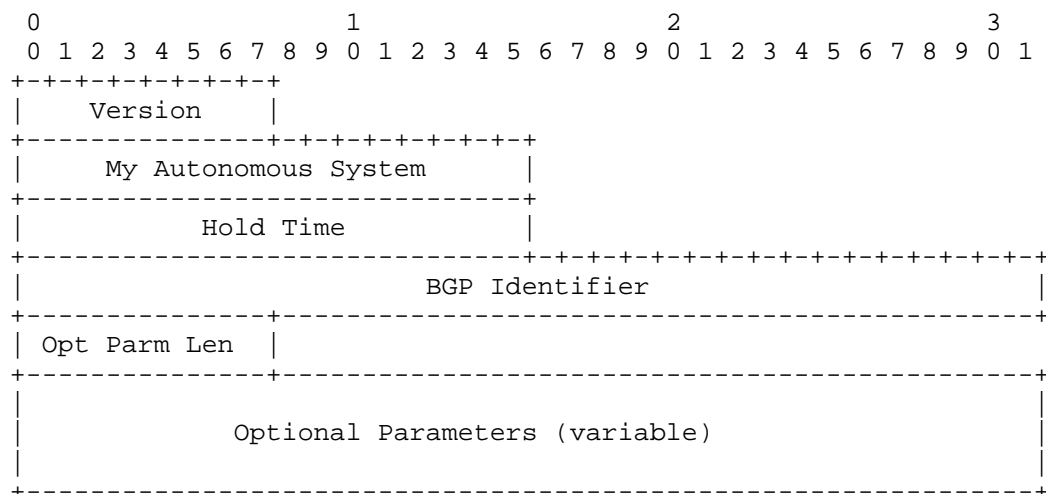 0                   1                   2                   3
0 1 2 3 4 5 6 7 8 9 0 1 2 3 4 5 6 7 8 9 0 1 2 3 4 5 6 7 8 9 0 1
Version
My Autonomous System
Hold Time
BGP Identifier
Opt Parm Len
Optional Parameters (variable)